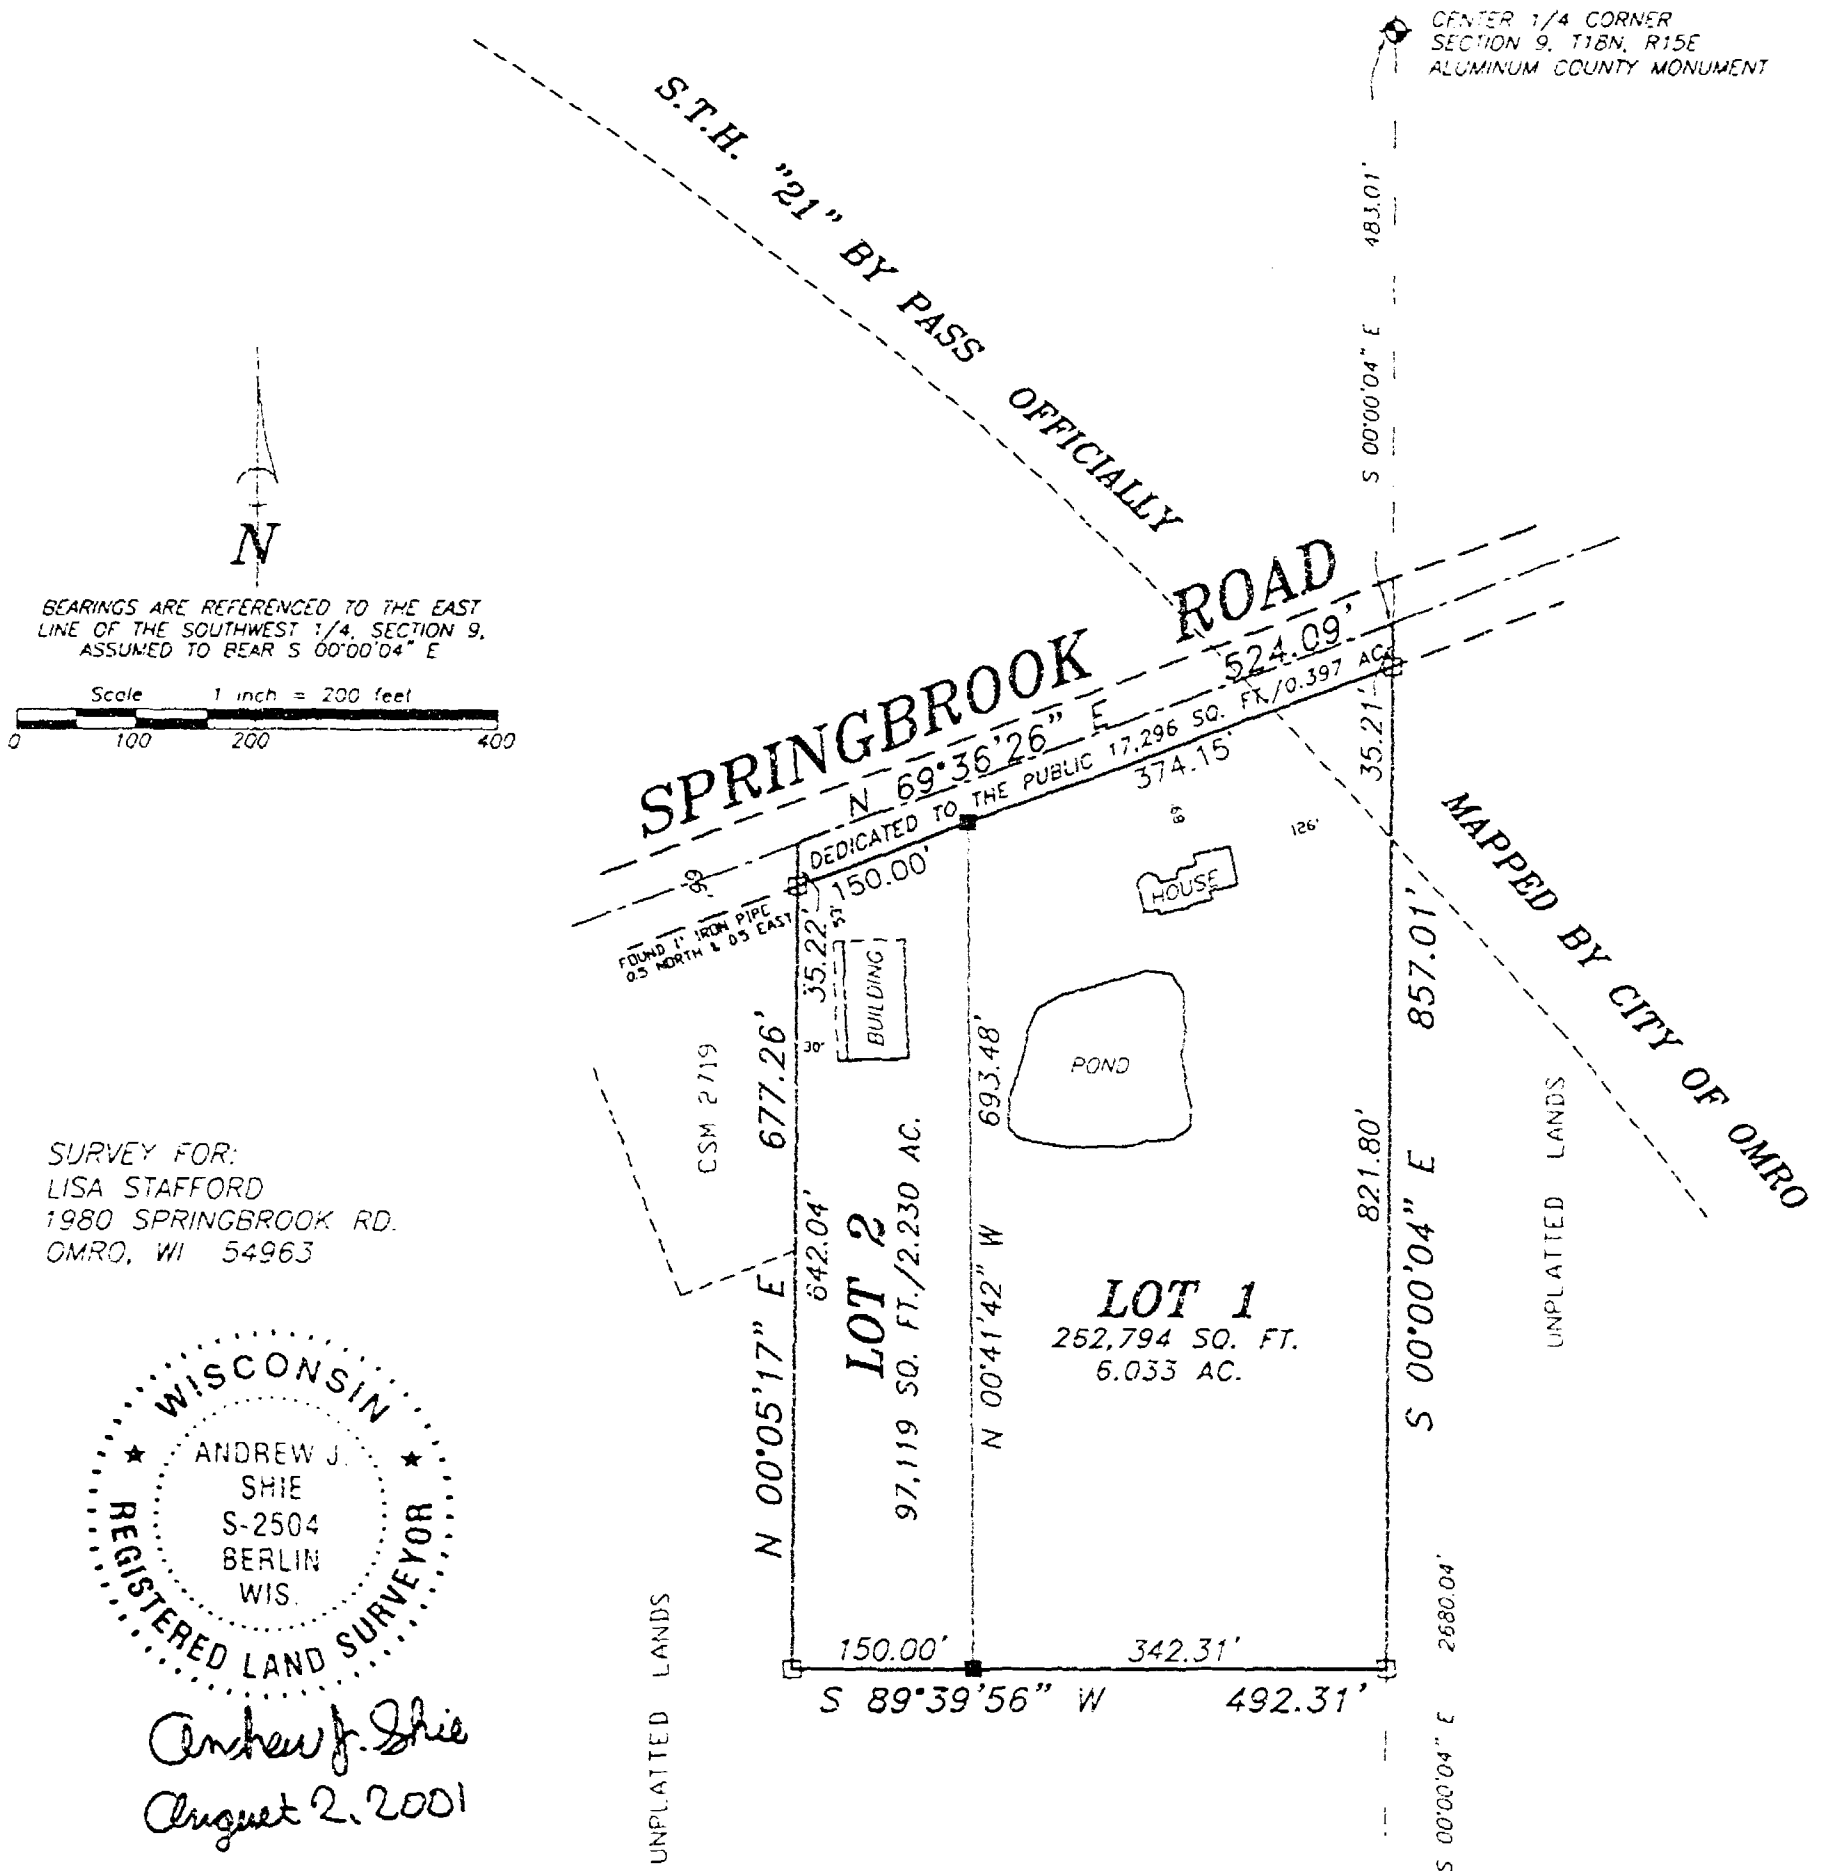 CENTER 1/4 CORNER
SECTION 9, T18N, R15E
ALUMINUM COUNTY MONUMENT
S.T.H. "21" BY PASS OFFICIALLY
MAPPED BY CITY OF OMRO
S 00°00'04" E 483.01'
N
BEARINGS ARE REFERENCED TO THE EAST
LINE OF THE SOUTHWEST 1/4, SECTION 9,
ASSUMED TO BEAR S 00°00'04" E
Scale 1 inch = 200 feet
0 100 200 400
SPRINGBROOK ROAD
N 69°36'26" E 524.09'
DEDICATED TO THE PUBLIC 17,296 SQ. FT./0.397 AC.
150.00'
374.15'
35.21'
66'
FOUND 1" IRON PIPE
0.5 NORTH & 0.5 EAST
35.22'
53'
30'
BUILDING
68'
126'
HOUSE
POND
CSM 2719
677.26'
N 00°05'17" E
642.04'
LOT 2
97,119 SQ. FT./2.230 AC.
693.48'
N 00°41'42" W
LOT 1
262,794 SQ. FT.
6.033 AC.
857.01'
821.80'
S 00°00'04" E
UNPLATTED LANDS
SURVEY FOR:
LISA STAFFORD
1980 SPRINGBROOK RD.
OMRO, WI 54963
WISCONSIN
ANDREW J.
SHIE
S-2504
BERLIN
WIS.
REGISTERED LAND SURVEYOR
Andrew J. Shie
August 2, 2001
UNPLATTED LANDS
150.00'
342.31'
S 89°39'56" W 492.31'
S 00°00'04" E 2680.04'